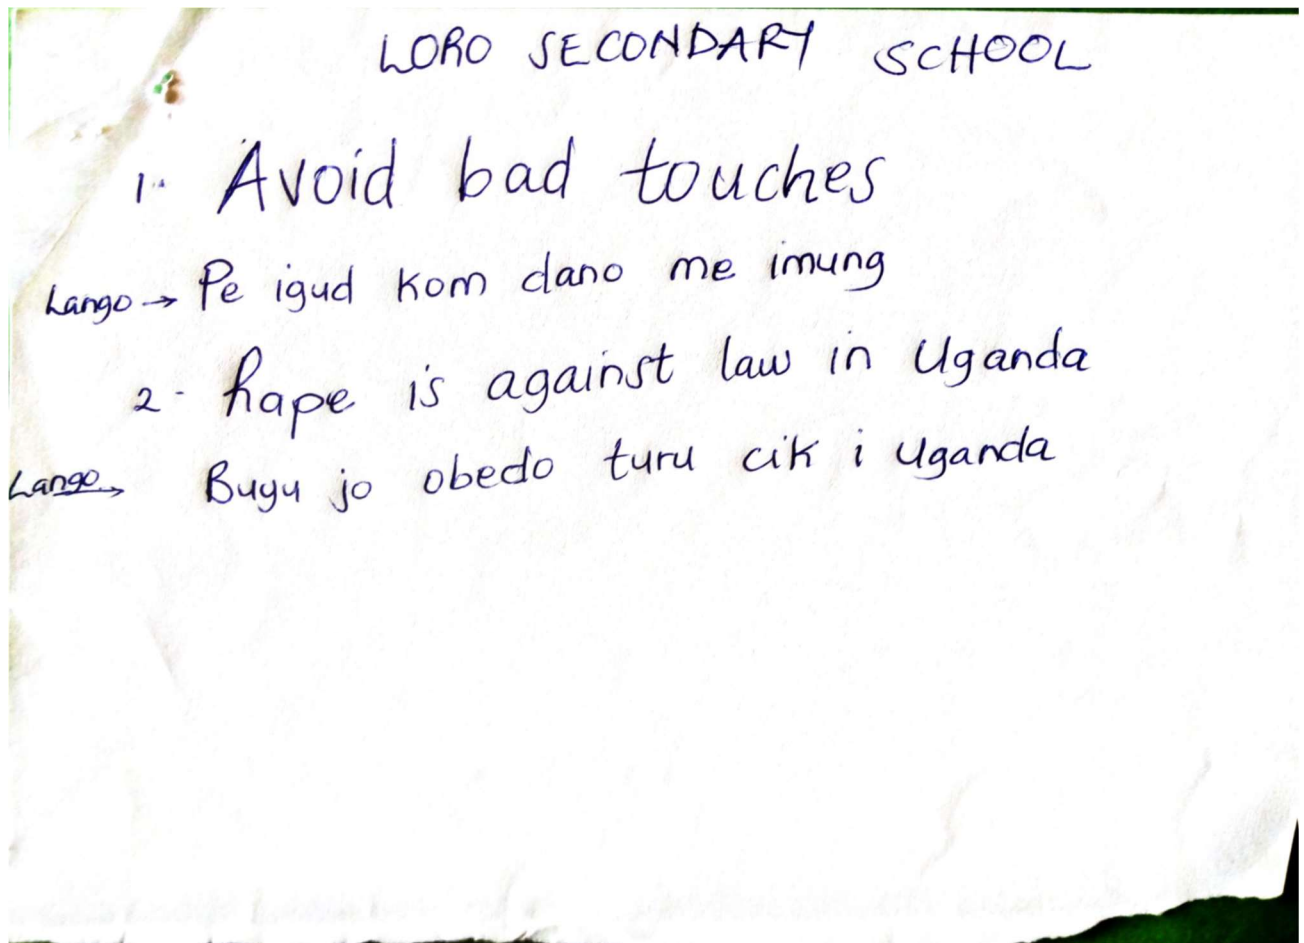 LORO SECONDARY SCHOOL
1. Avoid bad touches
Lango → Pe igud kom dano me imung
2. Rape is against law in Uganda
Lango → Buyu jo obedo turu cik i Uganda